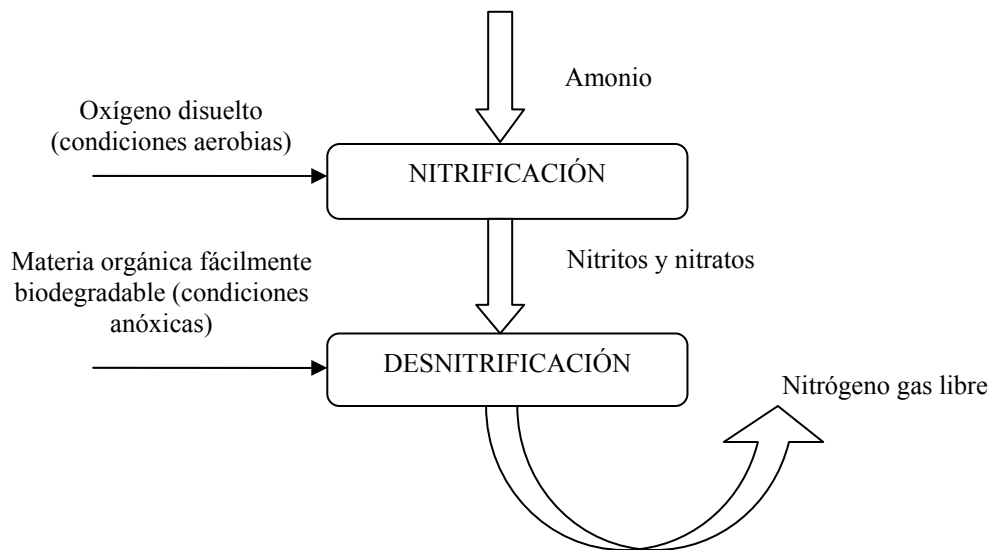 Amonio
Oxígeno disuelto
(condiciones aerobias)
NITRIFICACIÓN
Nitritos y nitratos
Materia orgánica fácilmente
biodegradable (condiciones
anóxicas)
DESNITRIFICACIÓN
Nitrógeno gas libre